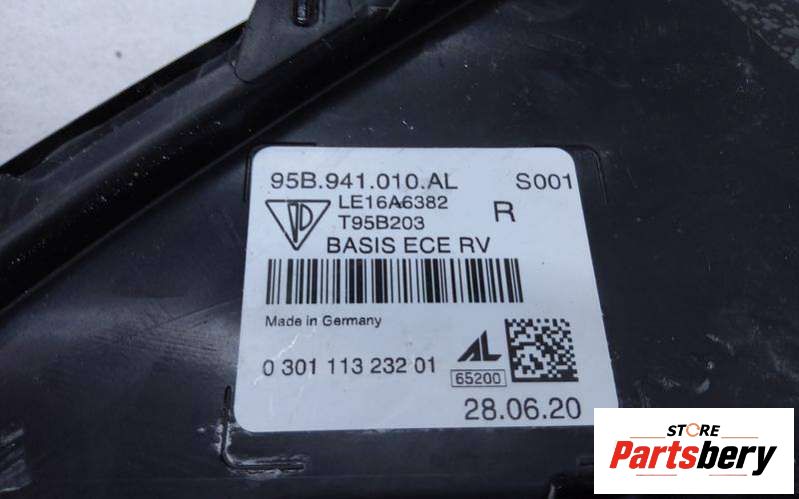 95B.941.010.AL S001
LE16A6382
T95B203 R
BASIS ECE RV
Made in Germany
0 301 113 232 01 AL
65200
28.06.20
STORE
Partsbery